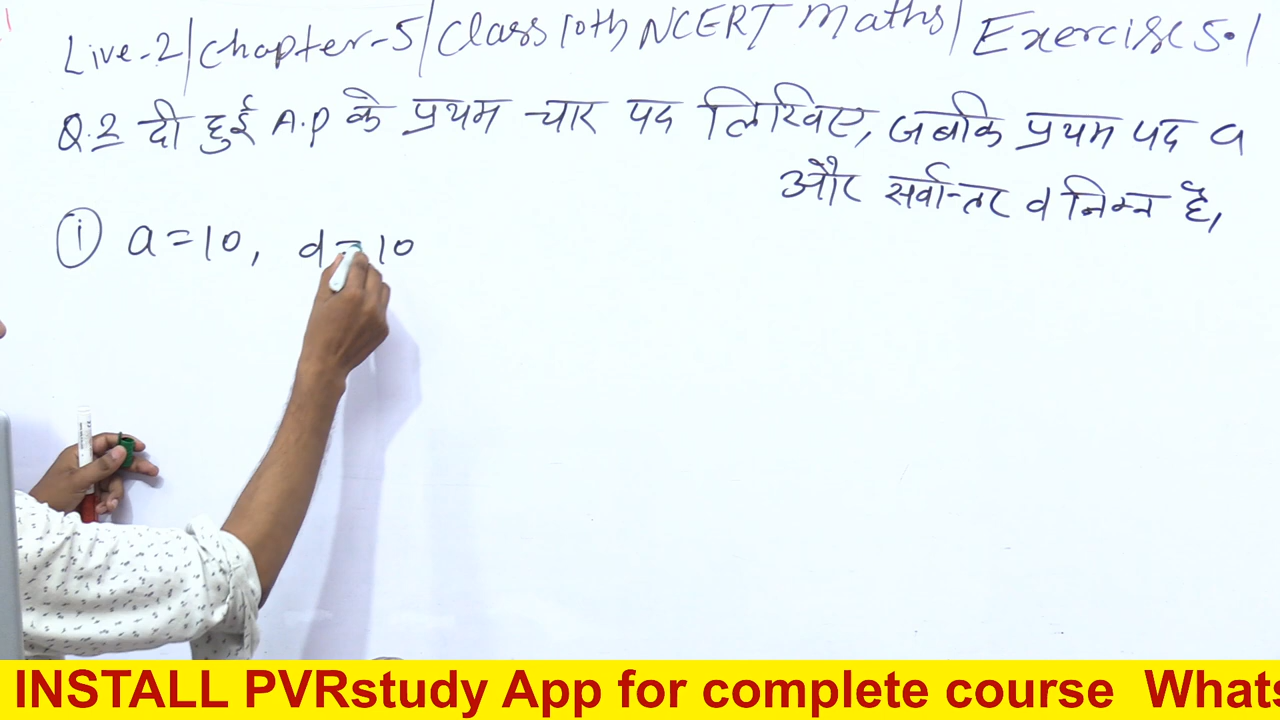 Live-2/Chapter-5/Class 10th NCERT Maths/Exercise 5.1
Q.2 दी हुई A.P के प्रथम चार पद लिखिए, जबकि प्रथम पद a
और सर्वान्तर d निम्न है,
i a=10, d=10
INSTALL PVRstudy App for complete course Whats